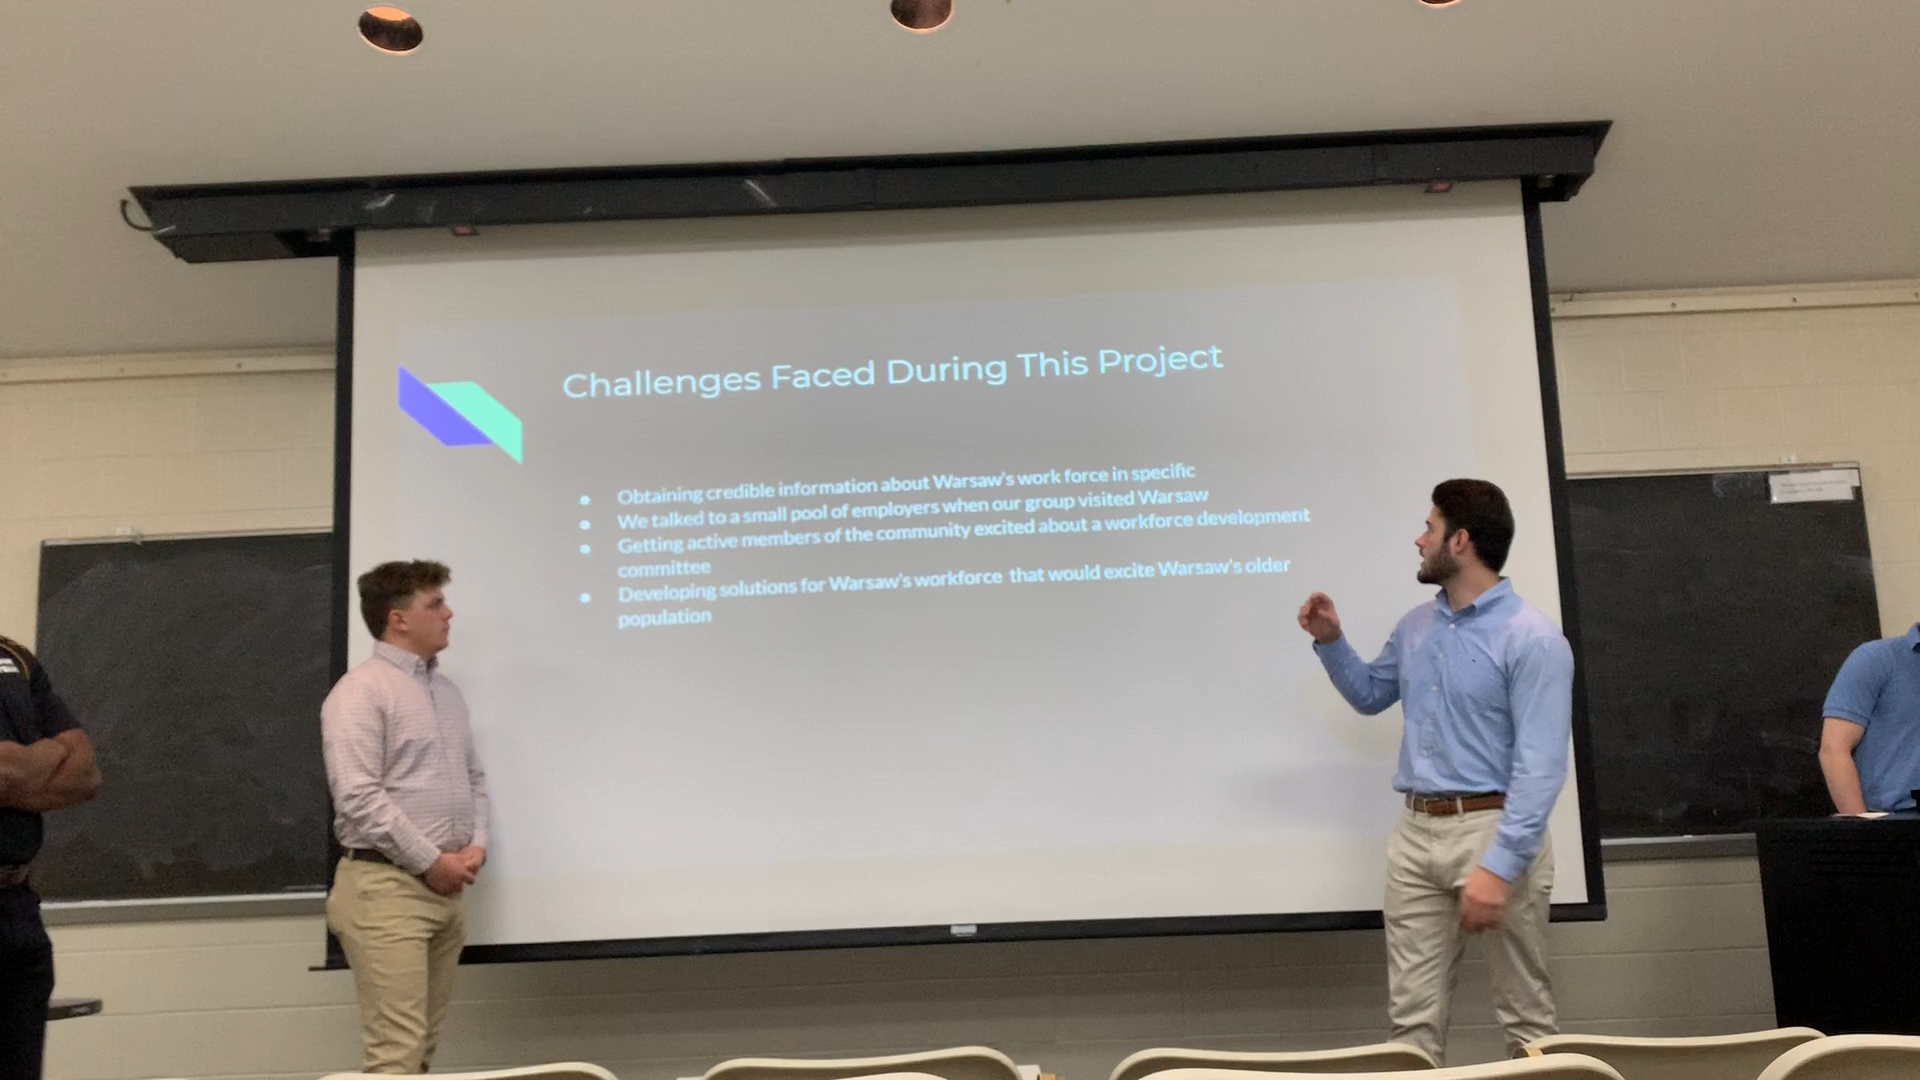 Challenges Faced During This Project
● Obtaining credible information about Warsaw's work force in specific
● We talked to a small pool of employers when our group visited Warsaw
● Getting active members of the community excited about a workforce development
committee
● Developing solutions for Warsaw's workforce that would excite Warsaw's older
population